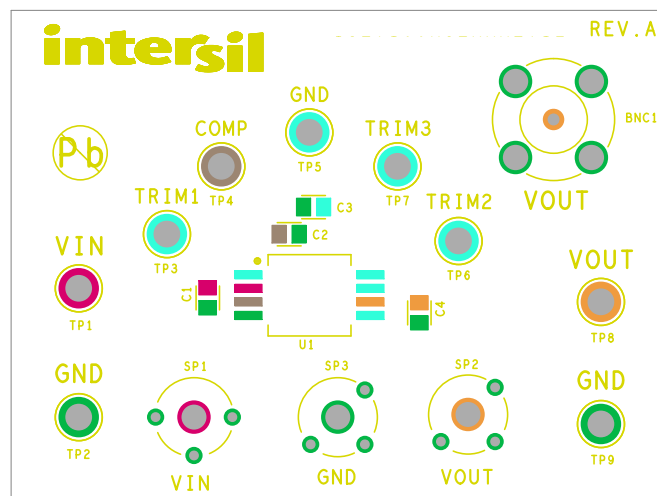 intersil
REV.A
GND
COMP
TRIM3
BNC1
Pb
TP5
TP4
TP7
TRIM1
TRIM2
VOUT
C3
TP3
C2
TP6
VIN
VOUT
C1
C4
TP1
TP8
U1
GND
SP1
SP3
SP2
GND
TP2
TP9
VIN
GND
VOUT